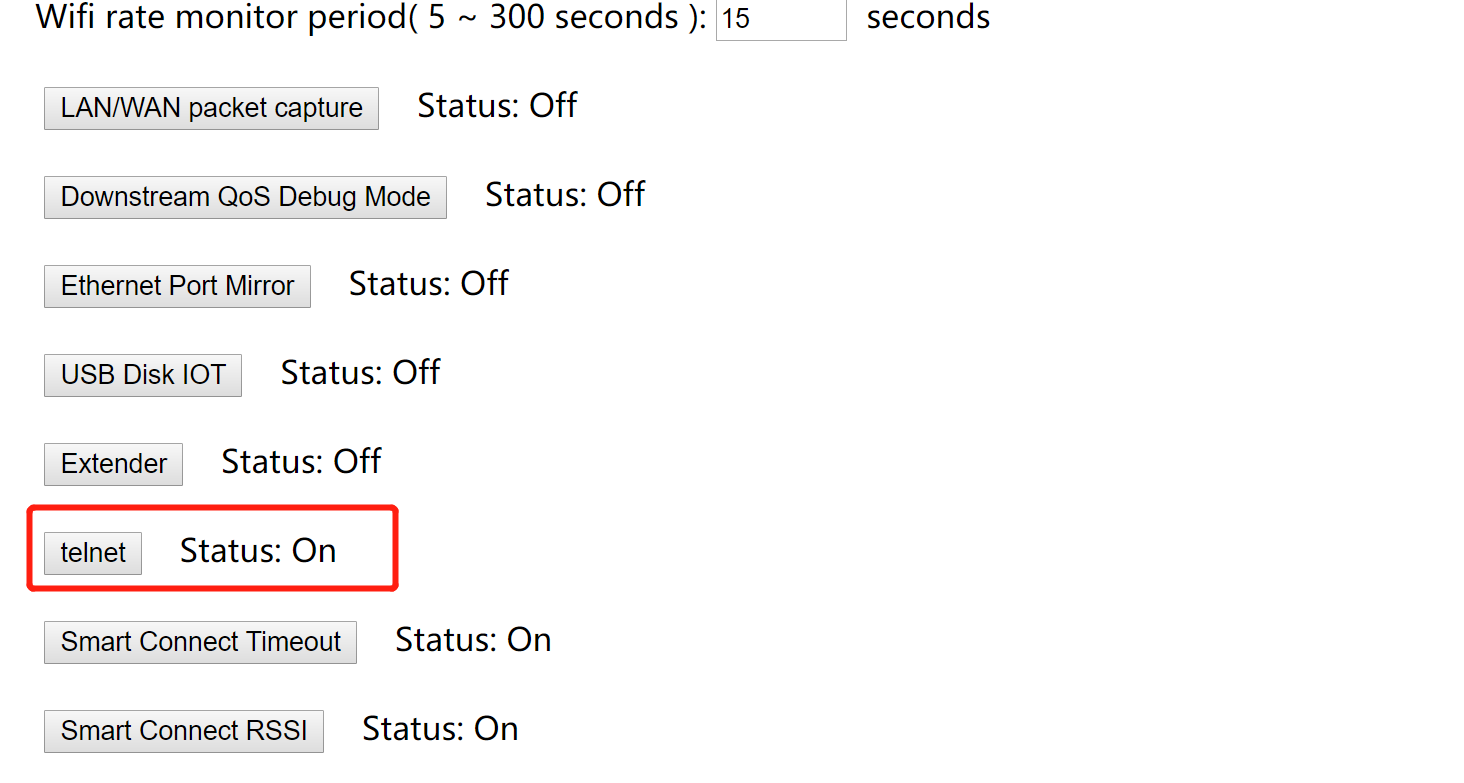 Wifi rate monitor period( 5 ~ 300 seconds ): 15 seconds
LAN/WAN packet capture Status: Off
Downstream QoS Debug Mode Status: Off
Ethernet Port Mirror Status: Off
USB Disk IOT Status: Off
Extender Status: Off
telnet Status: On
Smart Connect Timeout Status: On
Smart Connect RSSI Status: On